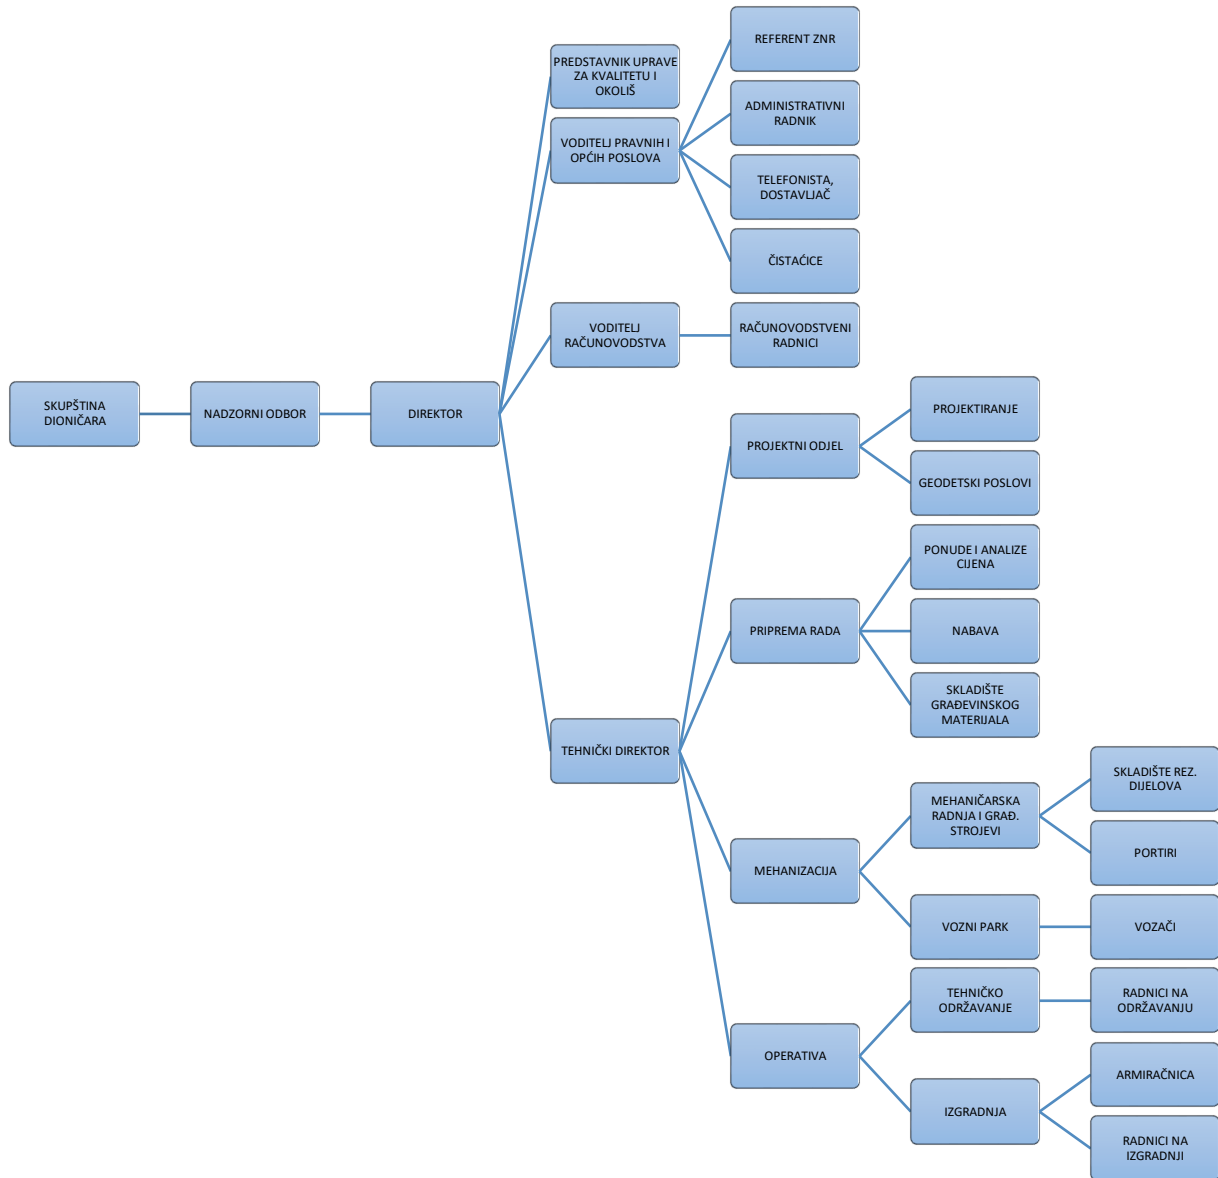 SKUPŠTINA
DIONIČARA
NADZORNI ODBOR
DIREKTOR
PREDSTAVNIK UPRAVE
ZA KVALITETU I
OKOLIŠ
VODITELJ PRAVNIH I
OPĆIH POSLOVA
REFERENT ZNR
ADMINISTRATIVNI
RADNIK
TELEFONISTA,
DOSTAVLJAČ
ČISTAĆICE
VODITELJ
RAČUNOVODSTVA
RAČUNOVODSTVENI
RADNICI
TEHNIČKI DIREKTOR
PROJEKTNI ODJEL
PROJEKTIRANJE
GEODETSKI POSLOVI
PRIPREMA RADA
PONUDE I ANALIZE
CIJENA
NABAVA
SKLADIŠTE
GRAĐEVINSKOG
MATERIJALA
MEHANIZACIJA
MEHANIČARSKA
RADNJA I GRAĐ.
STROJEVI
SKLADIŠTE REZ.
DIJELOVA
PORTIRI
VOZNI PARK
VOZAČI
OPERATIVA
TEHNIČKO
ODRŽAVANJE
RADNICI NA
ODRŽAVANJU
IZGRADNJA
ARMIRAČNICA
RADNICI NA
IZGRADNJI